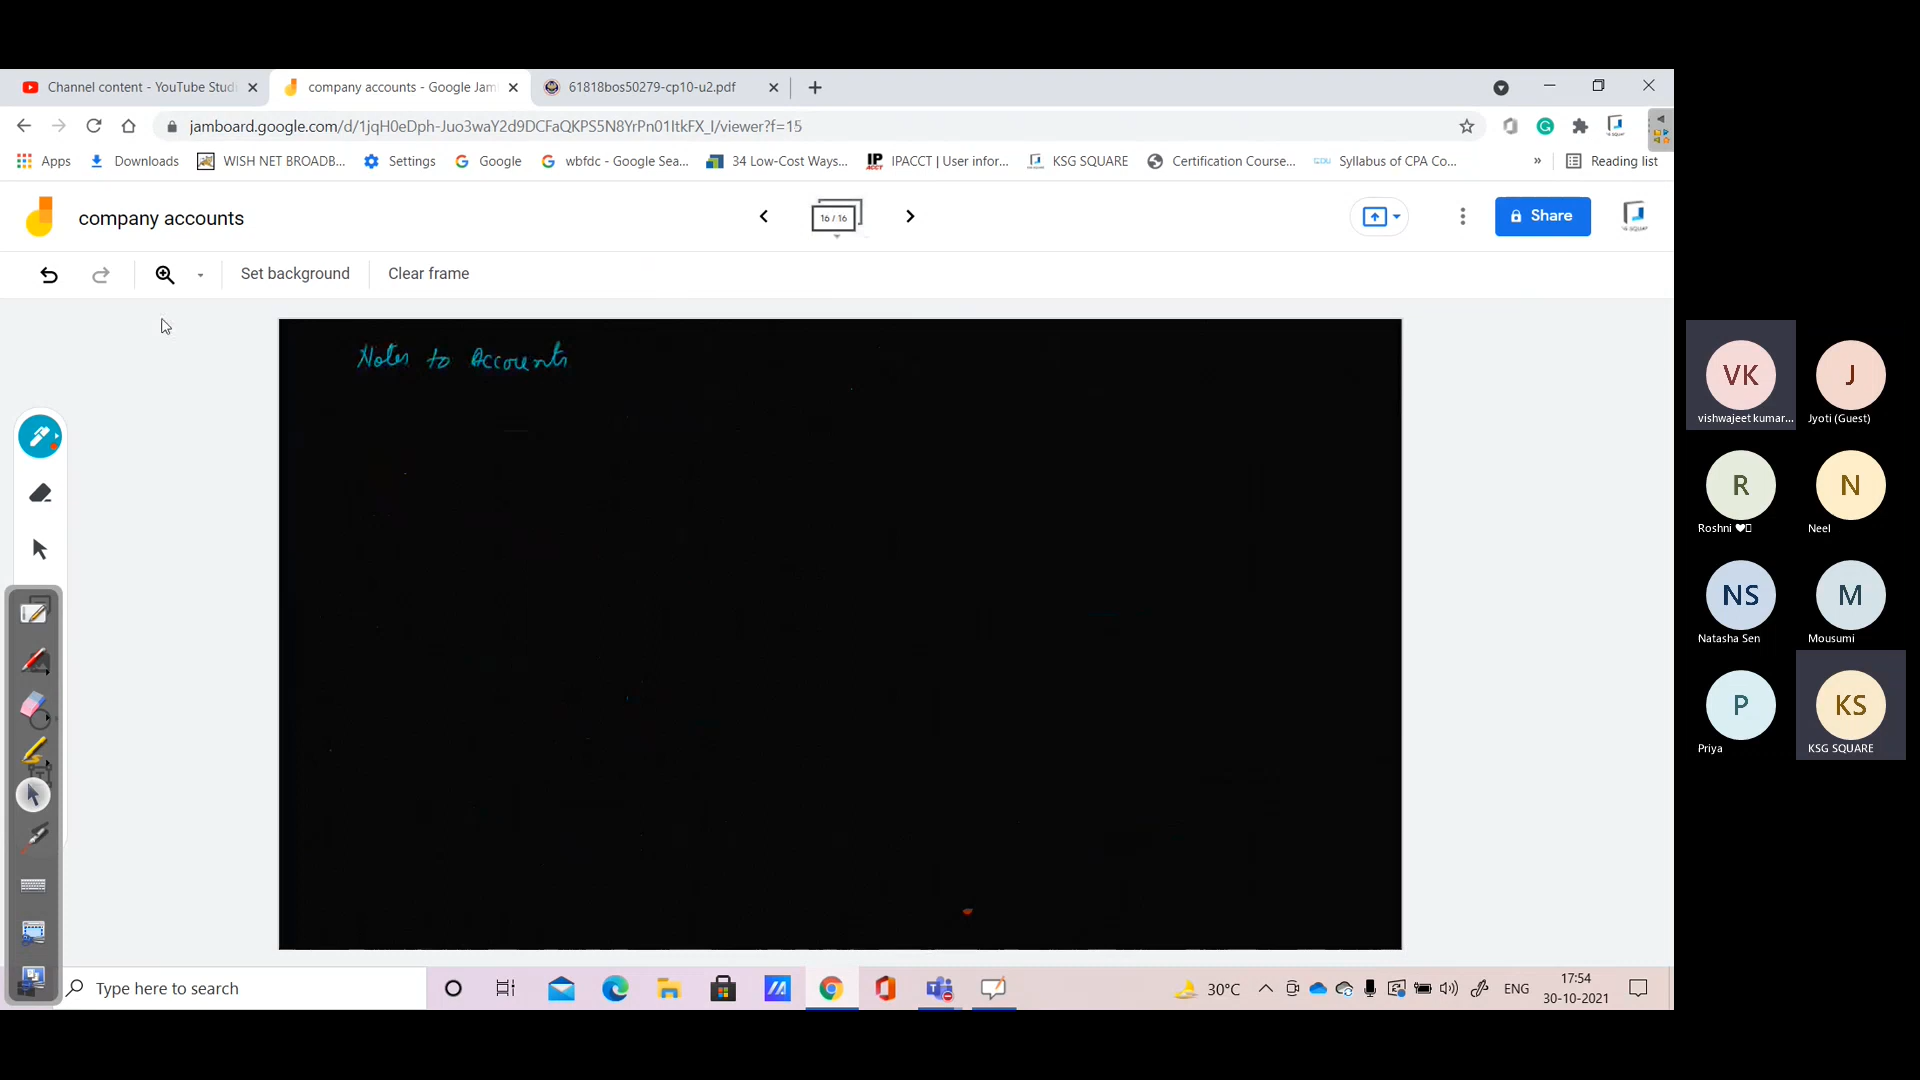 Channel content - YouTube Studi
company accounts - Google Jam
61818bos50279-cp10-u2.pdf
jamboard.google.com/d/1jqH0eDph-Juo3waY2d9DCFaQKPS5N8YrPn01ItkFX_I/viewer?f=15
Apps
Downloads
WISH NET BROADB...
Settings
Google
wbfdc - Google Sea...
34 Low-Cost Ways...
IPACCT | User infor...
KSG SQUARE
Certification Course...
Syllabus of CPA Co...
»
Reading list
company accounts
16 / 16
Share
Set background
Clear frame
Notes to Accounts
VK
vishwajeet kumar...
J
Jyoti (Guest)
R
Roshni
N
Neel
NS
Natasha Sen
M
Mousumi
P
Priya
KS
KSG SQUARE
Type here to search
30°C
ENG
17:54
30-10-2021